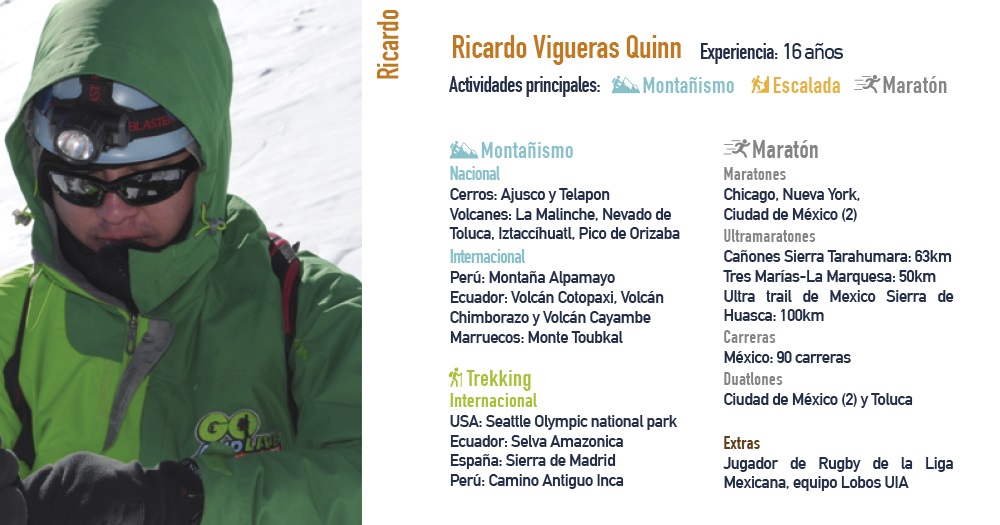 Ricardo
Ricardo Vigueras Quinn Experiencia: 16 años
Actividades principales: Montañismo Escalada Maratón
Montañismo
Nacional
Cerros: Ajusco y Telapon
Volcanes: La Malinche, Nevado de
Toluca, Iztaccíhuatl, Pico de Orizaba
Internacional
Perú: Montaña Alpamayo
Ecuador: Volcán Cotopaxi, Volcán
Chimborazo y Volcán Cayambe
Marruecos: Monte Toubkal
Trekking
Internacional
USA: Seattle Olympic national park
Ecuador: Selva Amazonica
España: Sierra de Madrid
Perú: Camino Antiguo Inca
Maratón
Maratones
Chicago, Nueva York,
Ciudad de México (2)
Ultramaratones
Cañones Sierra Tarahumara: 63km
Tres Marías-La Marquesa: 50km
Ultra trail de Mexico Sierra de
Huasca: 100km
Carreras
México: 90 carreras
Duatlones
Ciudad de México (2) y Toluca
Extras
Jugador de Rugby de la Liga
Mexicana, equipo Lobos UIA
GO